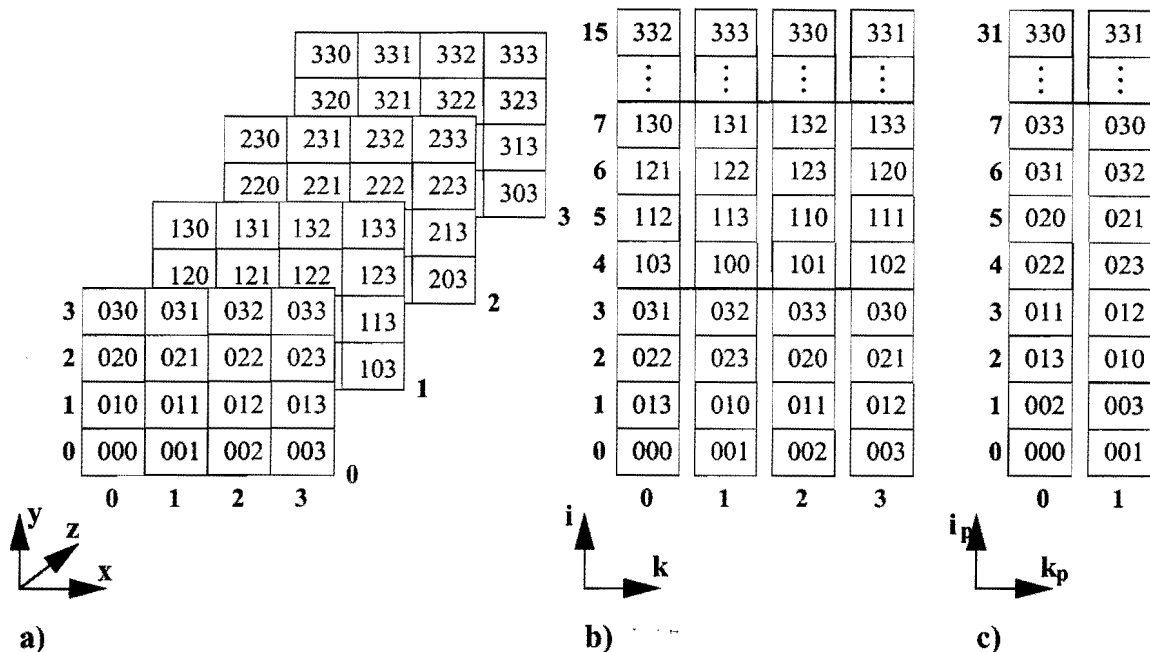 330 331 332 333
320 321 322 323
313
303
3
230 231 232 233
220 221 222 223
213
203
2
130 131 132 133
120 121 122 123
113
103
1
3 030 031 032 033
2 020 021 022 023
1 010 011 012 013
0 000 001 002 003
0
0 1 2 3
y
z
x
a)
15 332 333 330 331
⋮ ⋮ ⋮ ⋮
7 130 131 132 133
6 121 122 123 120
5 112 113 110 111
4 103 100 101 102
3 031 032 033 030
2 022 023 020 021
1 013 010 011 012
0 000 001 002 003
0 1 2 3
i
k
b)
31 330 331
⋮ ⋮
7 033 030
6 031 032
5 020 021
4 022 023
3 011 012
2 013 010
1 002 003
0 000 001
0 1
ip
kp
c)